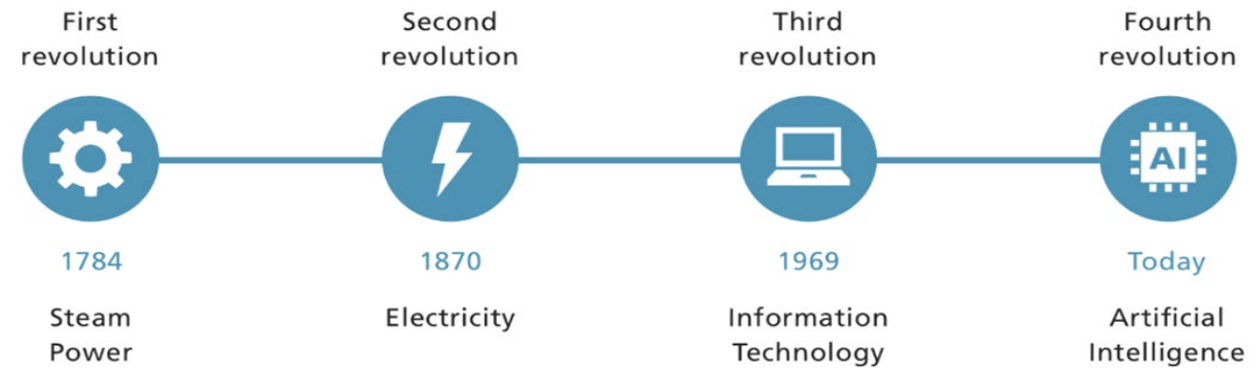 First
revolution
Second
revolution
Third
revolution
Fourth
revolution
AI
1784
1870
1969
Today
Steam
Power
Electricity
Information
Technology
Artificial
Intelligence